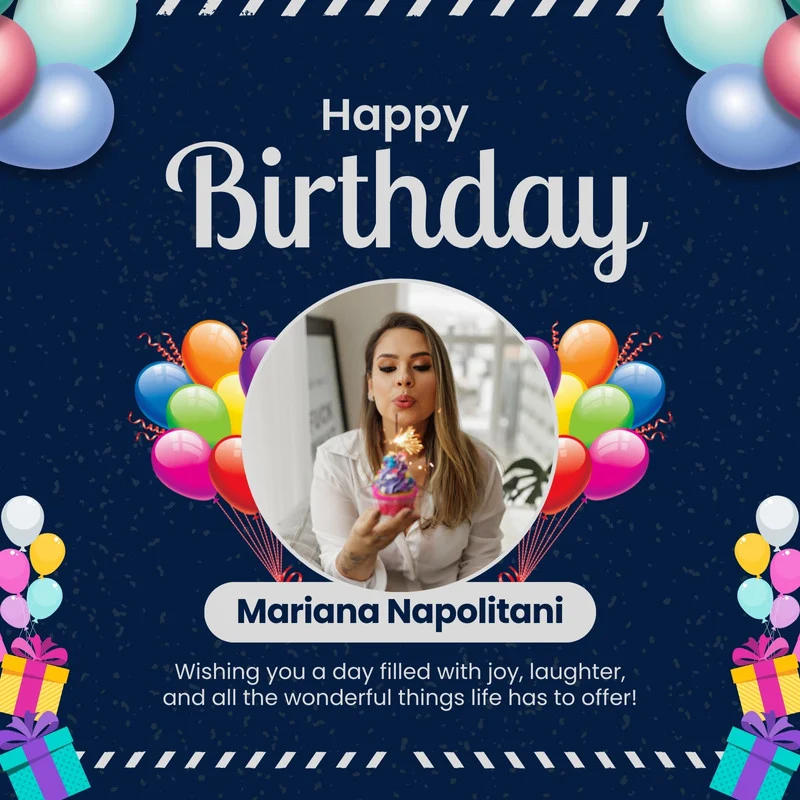 Happy
Birthday
Mariana Napolitani
Wishing you a day filled with joy, laughter,
and all the wonderful things life has to offer!